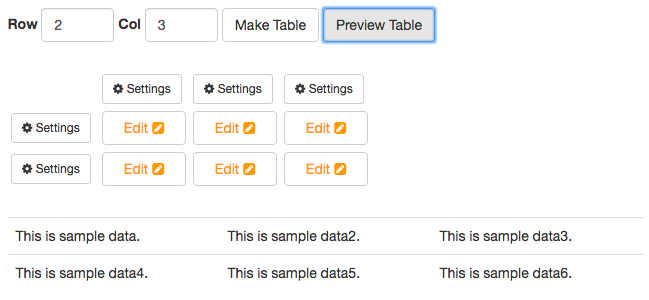 Row 2 Col 3 Make Table Preview Table
Settings Settings Settings
Settings Edit Edit Edit
Settings Edit Edit Edit
This is sample data. This is sample data2. This is sample data3.
This is sample data4. This is sample data5. This is sample data6.